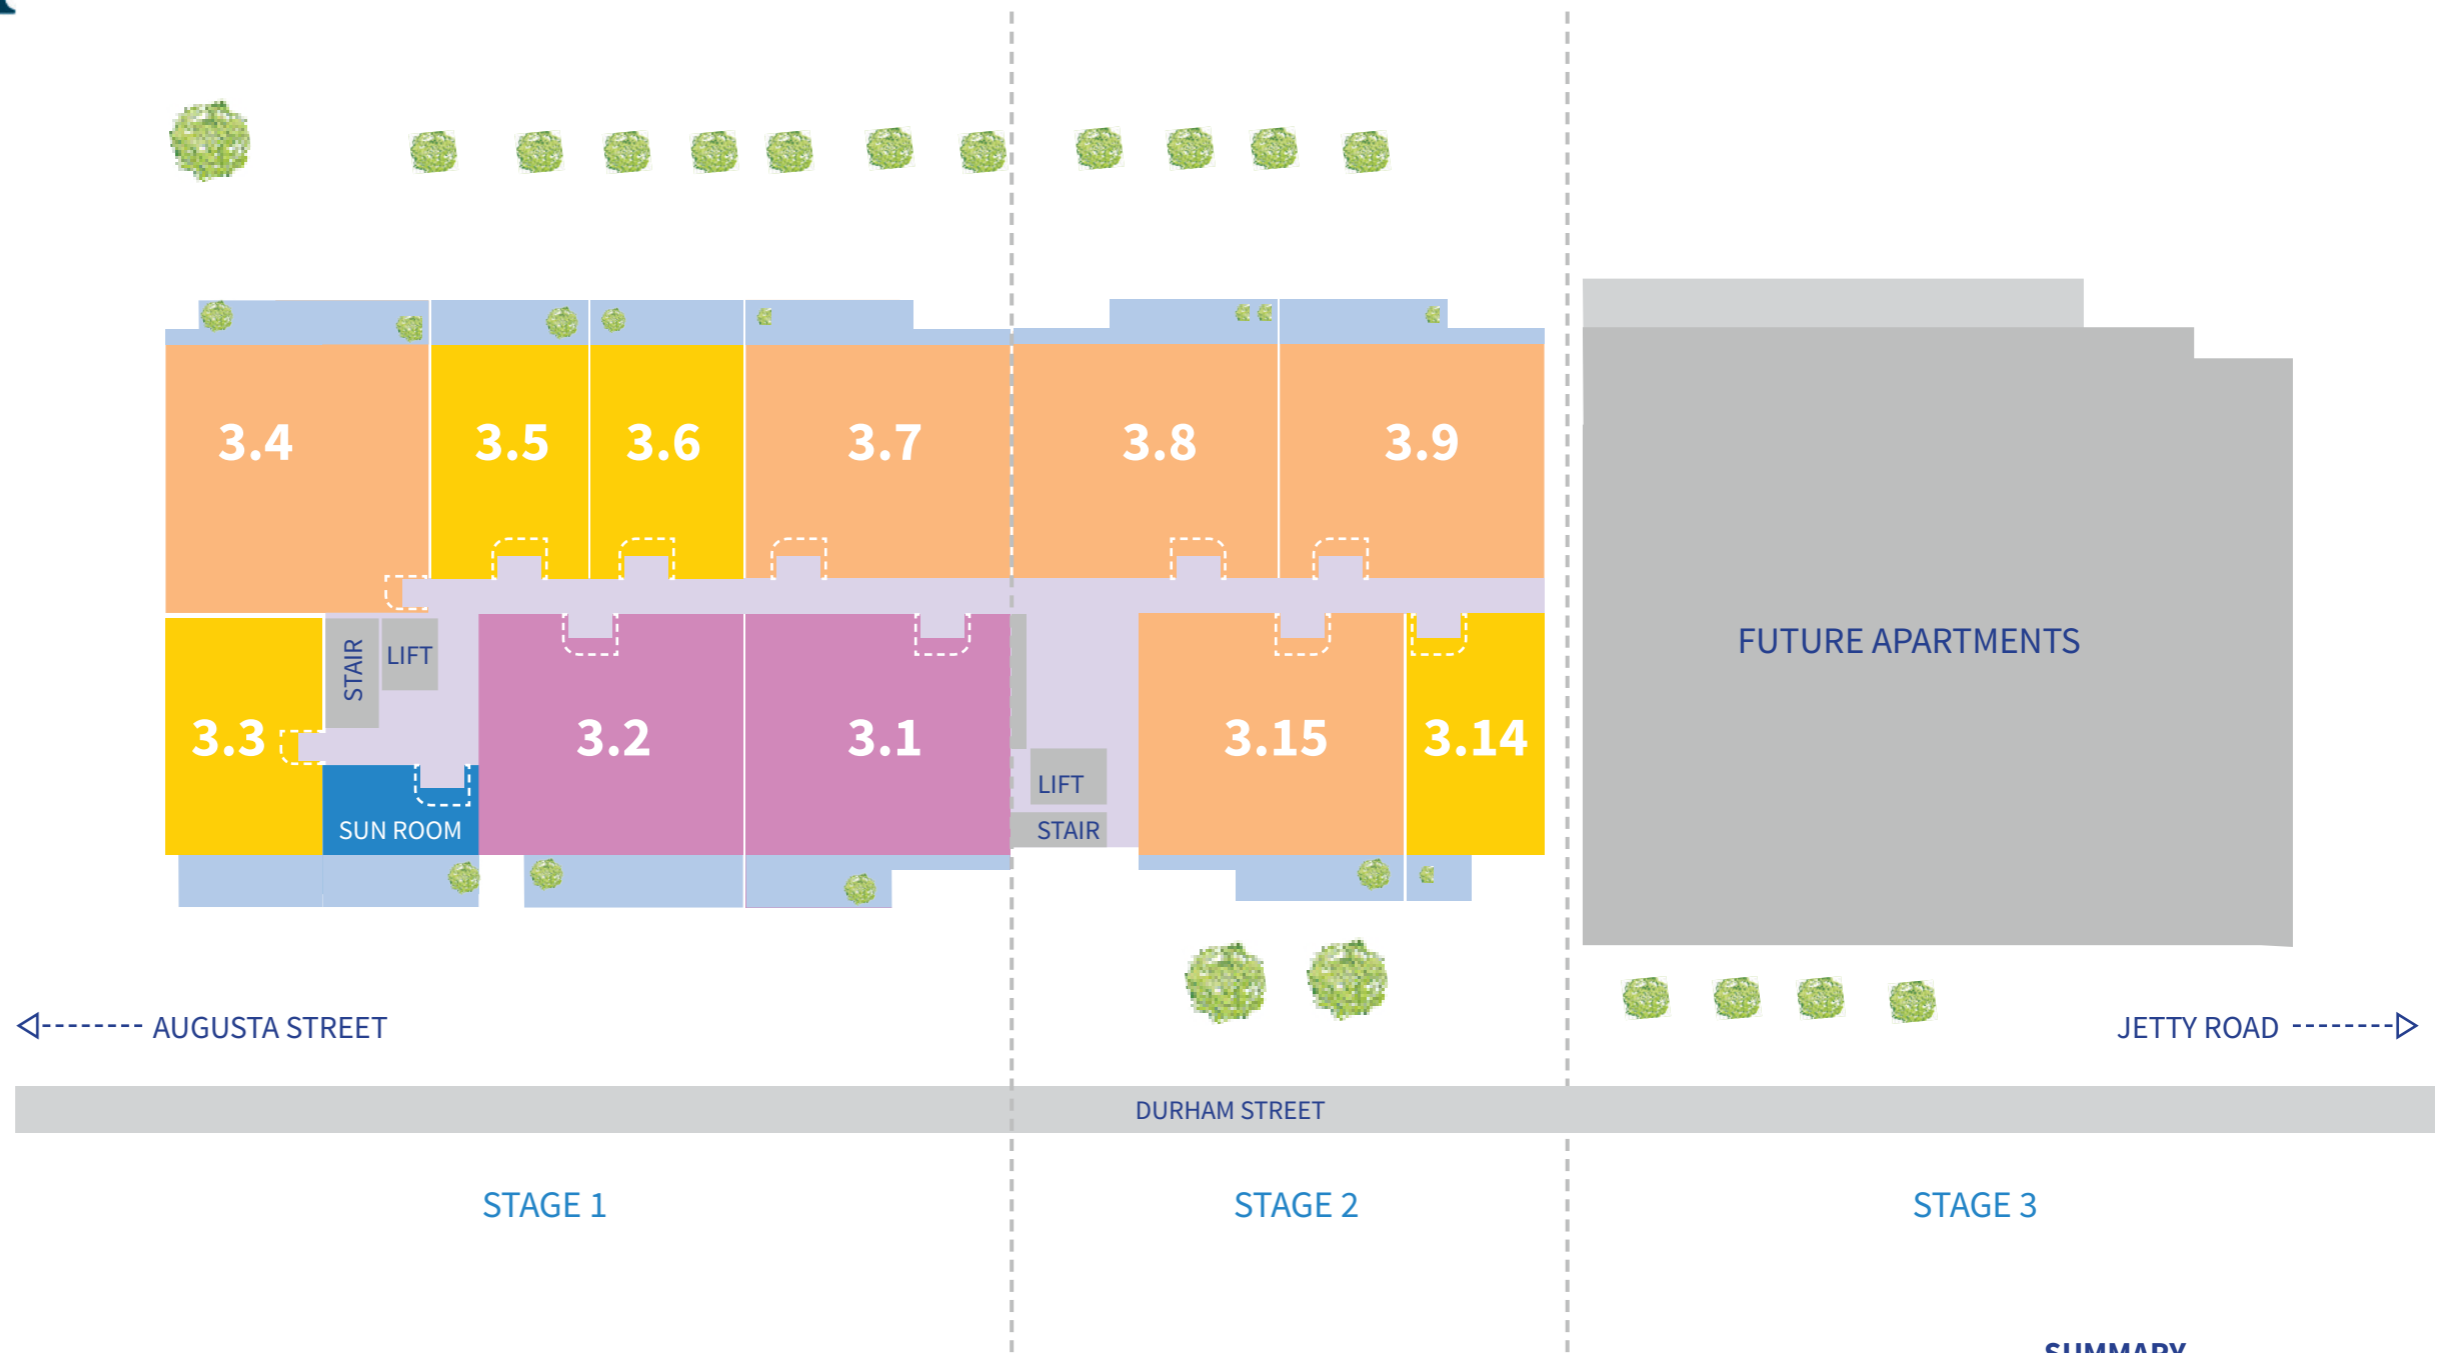 3.4
3.5
3.6
3.7
3.8
3.9
STAIR
LIFT
FUTURE APARTMENTS
3.3
3.2
3.1
3.15
3.14
LIFT
SUN ROOM
STAIR
AUGUSTA STREET
JETTY ROAD
DURHAM STREET
STAGE 1
STAGE 2
STAGE 3
SUMMARY